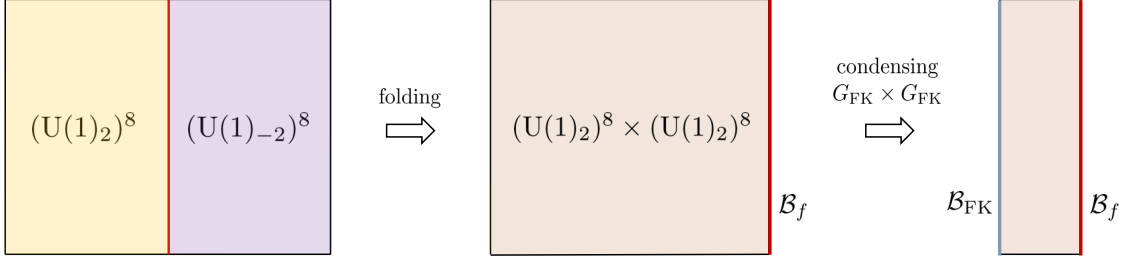 (U(1)₂)⁸
(U(1)₋₂)⁸
folding
(U(1)₂)⁸ × (U(1)₂)⁸
ℬ_f
condensing
G_FK × G_FK
ℬ_FK
ℬ_f